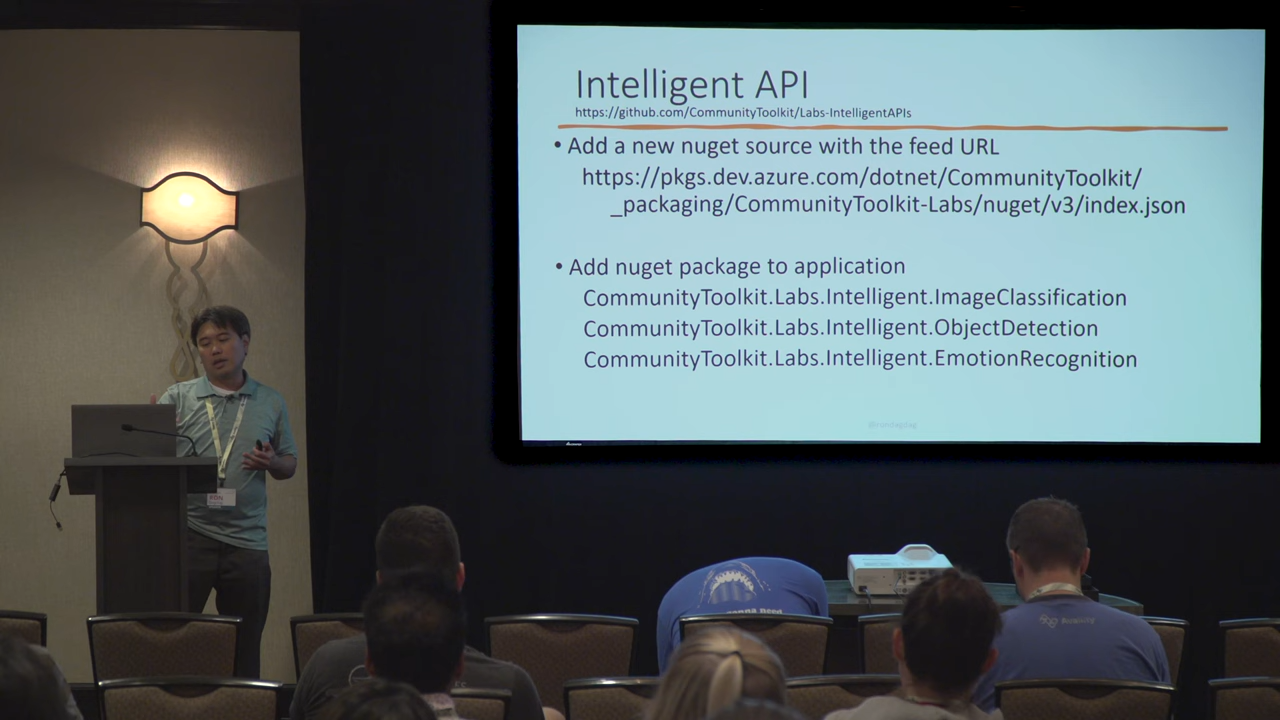 Intelligent API
https://github.com/CommunityToolkit/Labs-IntelligentAPIs
• Add a new nuget source with the feed URL
https://pkgs.dev.azure.com/dotnet/CommunityToolkit/
_packaging/CommunityToolkit-Labs/nuget/v3/index.json
• Add nuget package to application
CommunityToolkit.Labs.Intelligent.ImageClassification
CommunityToolkit.Labs.Intelligent.ObjectDetection
CommunityToolkit.Labs.Intelligent.EmotionRecognition
RON